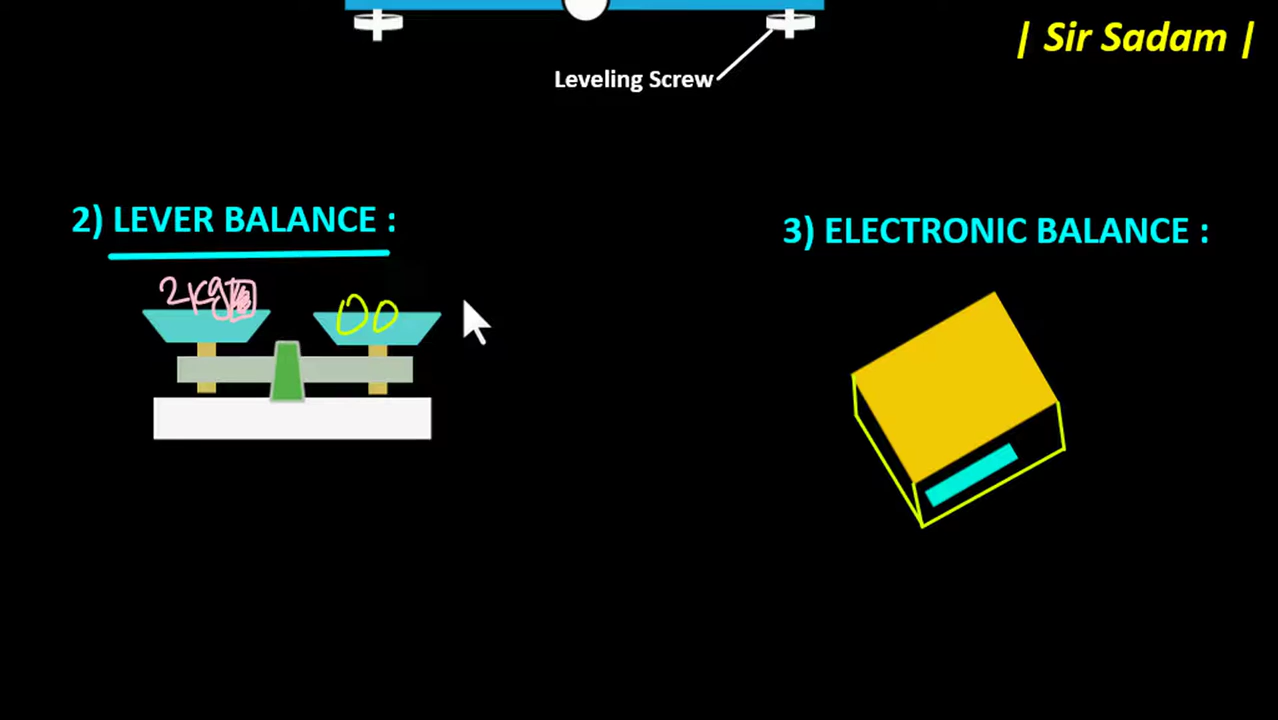 | Sir Sadam |
Leveling Screw
2) LEVER BALANCE :
3) ELECTRONIC BALANCE :
2kg